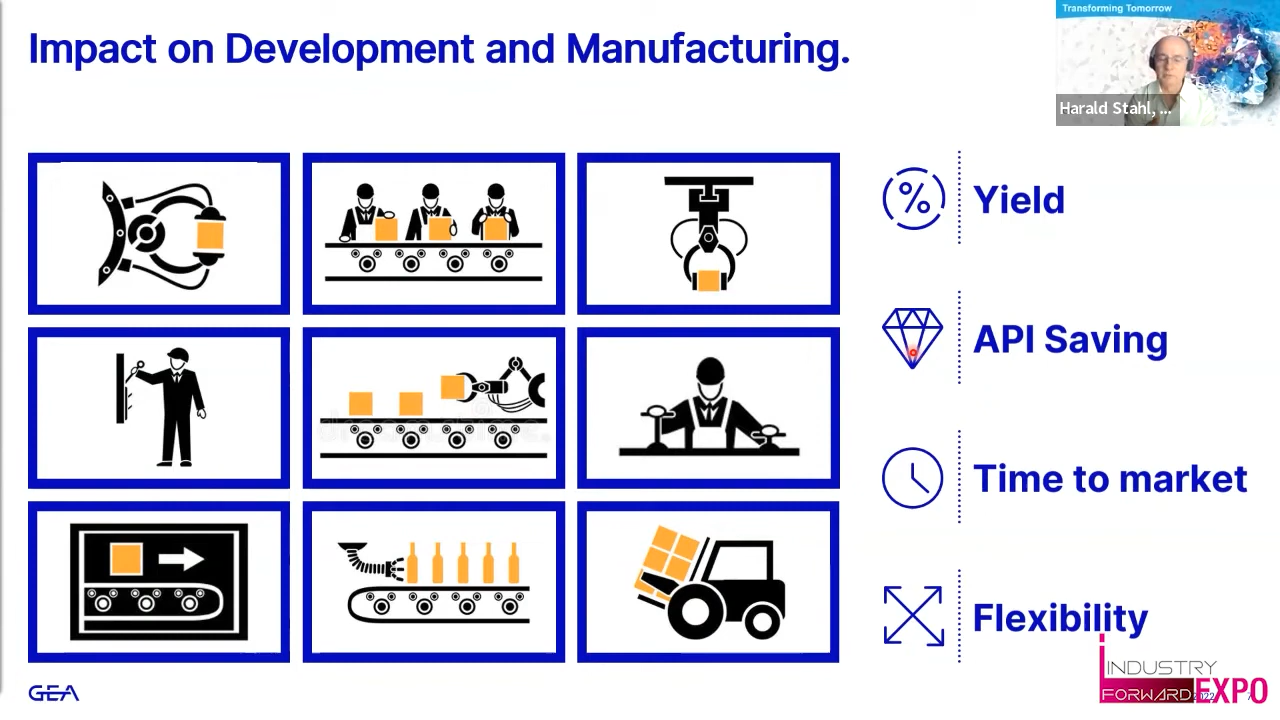 Transforming Tomorrow
Impact on Development and Manufacturing.
Harald Stahl, ...
%
Yield
API Saving
Time to market
Flexibility
GEA
INDUSTRY
FORWARD 2022 EXPO